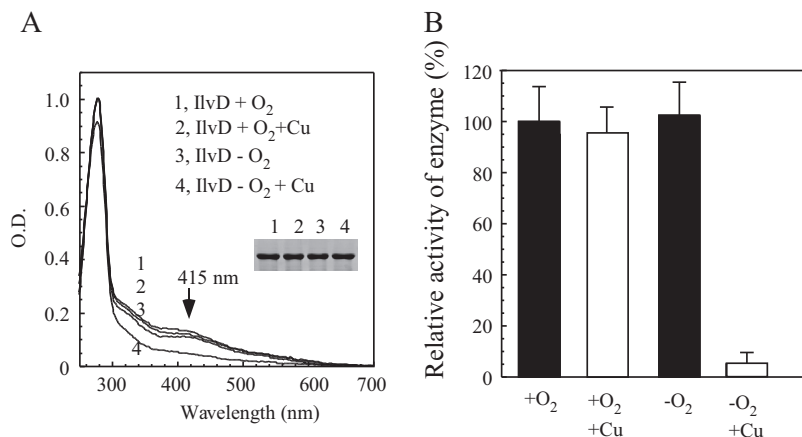 A
1, IlvD + O₂
2, IlvD + O₂+Cu
3, IlvD - O₂
4, IlvD - O₂ + Cu
1 2 3 4
1
2
3
4
415 nm
1.0
0.8
0.6
0.4
0.2
0
O.D.
300 400 500 600 700
Wavelength (nm)
B
Relative activity of enzyme (%)
120
100
80
60
40
20
0
+O₂ +O₂ -O₂ -O₂
+Cu +Cu